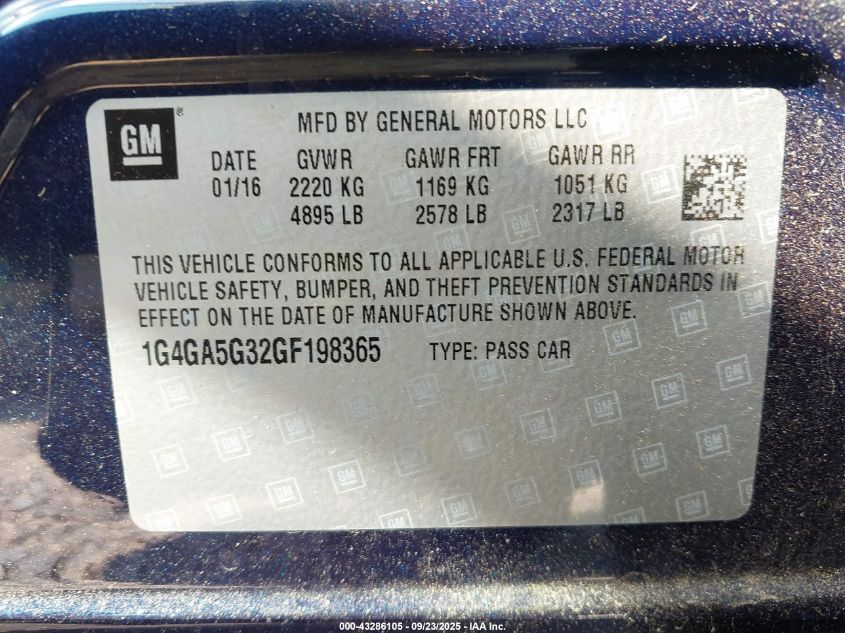 GM ®
MFD BY GENERAL MOTORS LLC
DATE GVWR GAWR FRT GAWR RR
01/16 2220 KG 1169 KG 1051 KG
4895 LB 2578 LB 2317 LB
THIS VEHICLE CONFORMS TO ALL APPLICABLE U.S. FEDERAL MOTOR
VEHICLE SAFETY, BUMPER, AND THEFT PREVENTION STANDARDS IN
EFFECT ON THE DATE OF MANUFACTURE SHOWN ABOVE.
1G4GA5G32GF198365 TYPE: PASS CAR
000-43286105 - 09/23/2025 - IAA Inc.